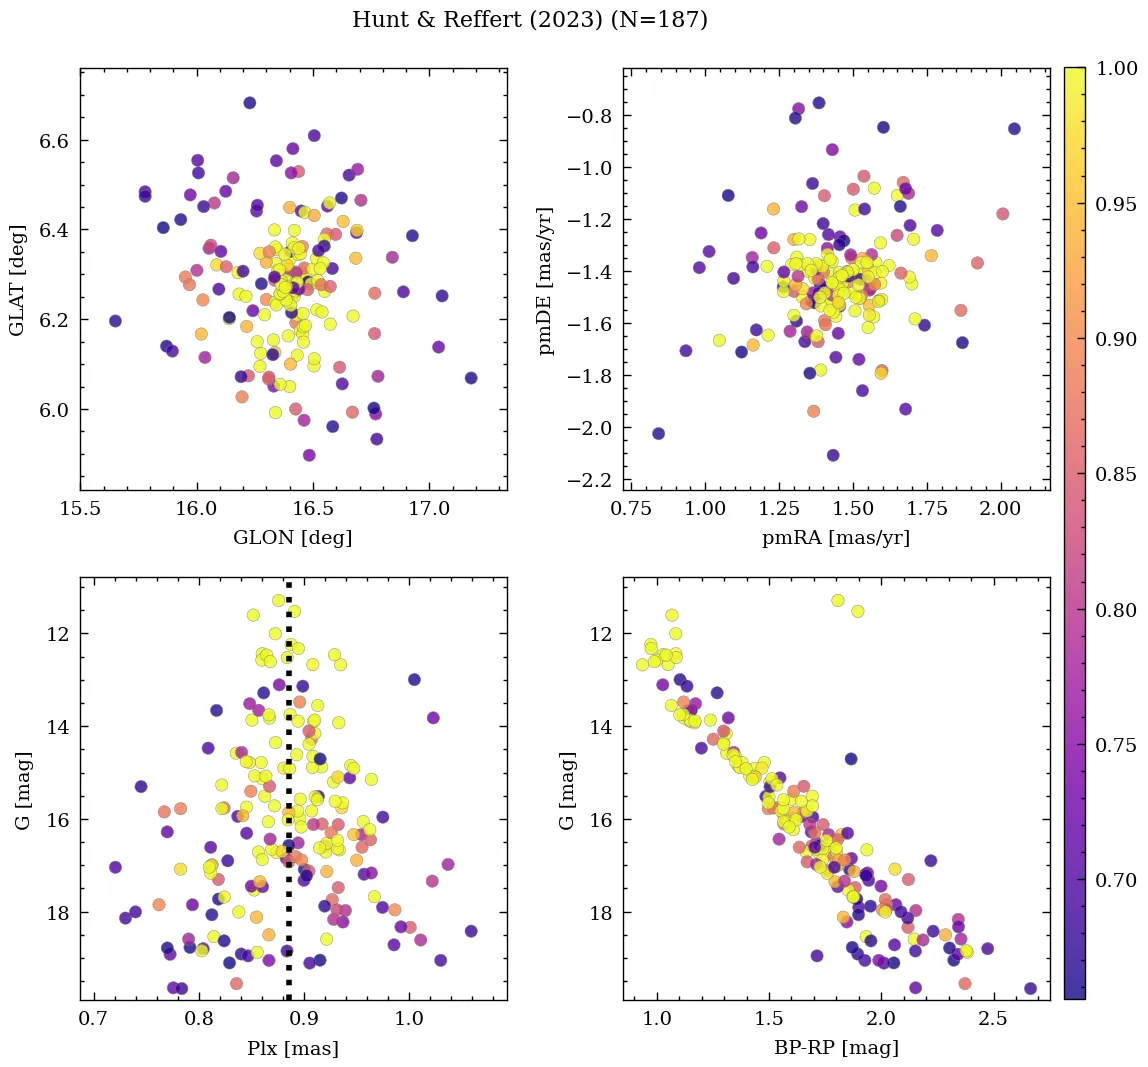 Hunt & Reffert (2023) (N=187)
6.6
6.4
6.2
6.0
GLAT [deg]
15.5 16.0 16.5 17.0
GLON [deg]
−0.8
−1.0
−1.2
−1.4
−1.6
−1.8
−2.0
−2.2
pmDE [mas/yr]
0.75 1.00 1.25 1.50 1.75 2.00
pmRA [mas/yr]
1.00
0.95
0.90
0.85
0.80
0.75
0.70
12
14
16
18
G [mag]
0.7 0.8 0.9 1.0
Plx [mas]
12
14
16
18
G [mag]
1.0 1.5 2.0 2.5
BP-RP [mag]